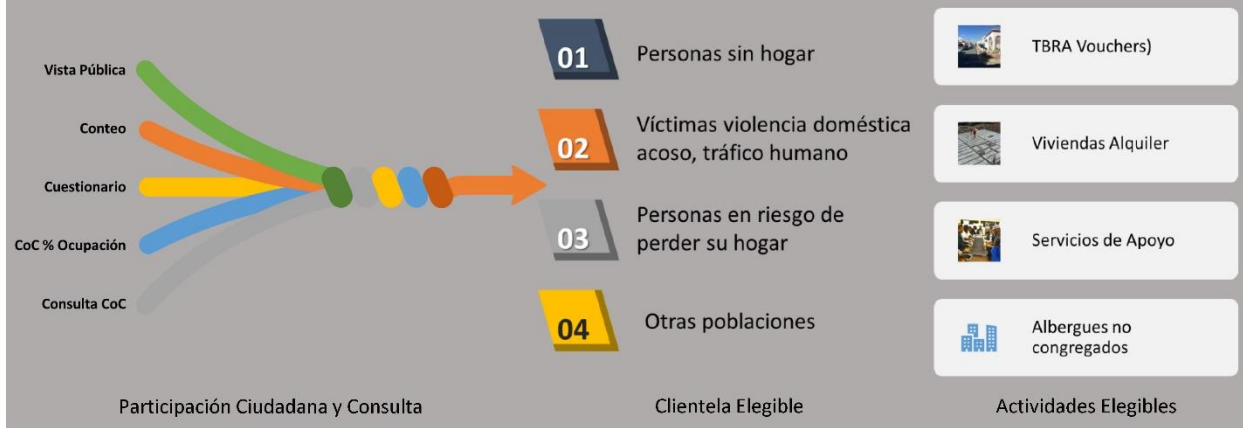 Vista Pública
Conteo
Cuestionario
CoC % Ocupación
Consulta CoC
Participación Ciudadana y Consulta
01
Personas sin hogar
02
Víctimas violencia doméstica
acoso, tráfico humano
03
Personas en riesgo de
perder su hogar
04
Otras poblaciones
Clientela Elegible
TBRA Vouchers)
Viviendas Alquiler
Servicios de Apoyo
Albergues no
congregados
Actividades Elegibles